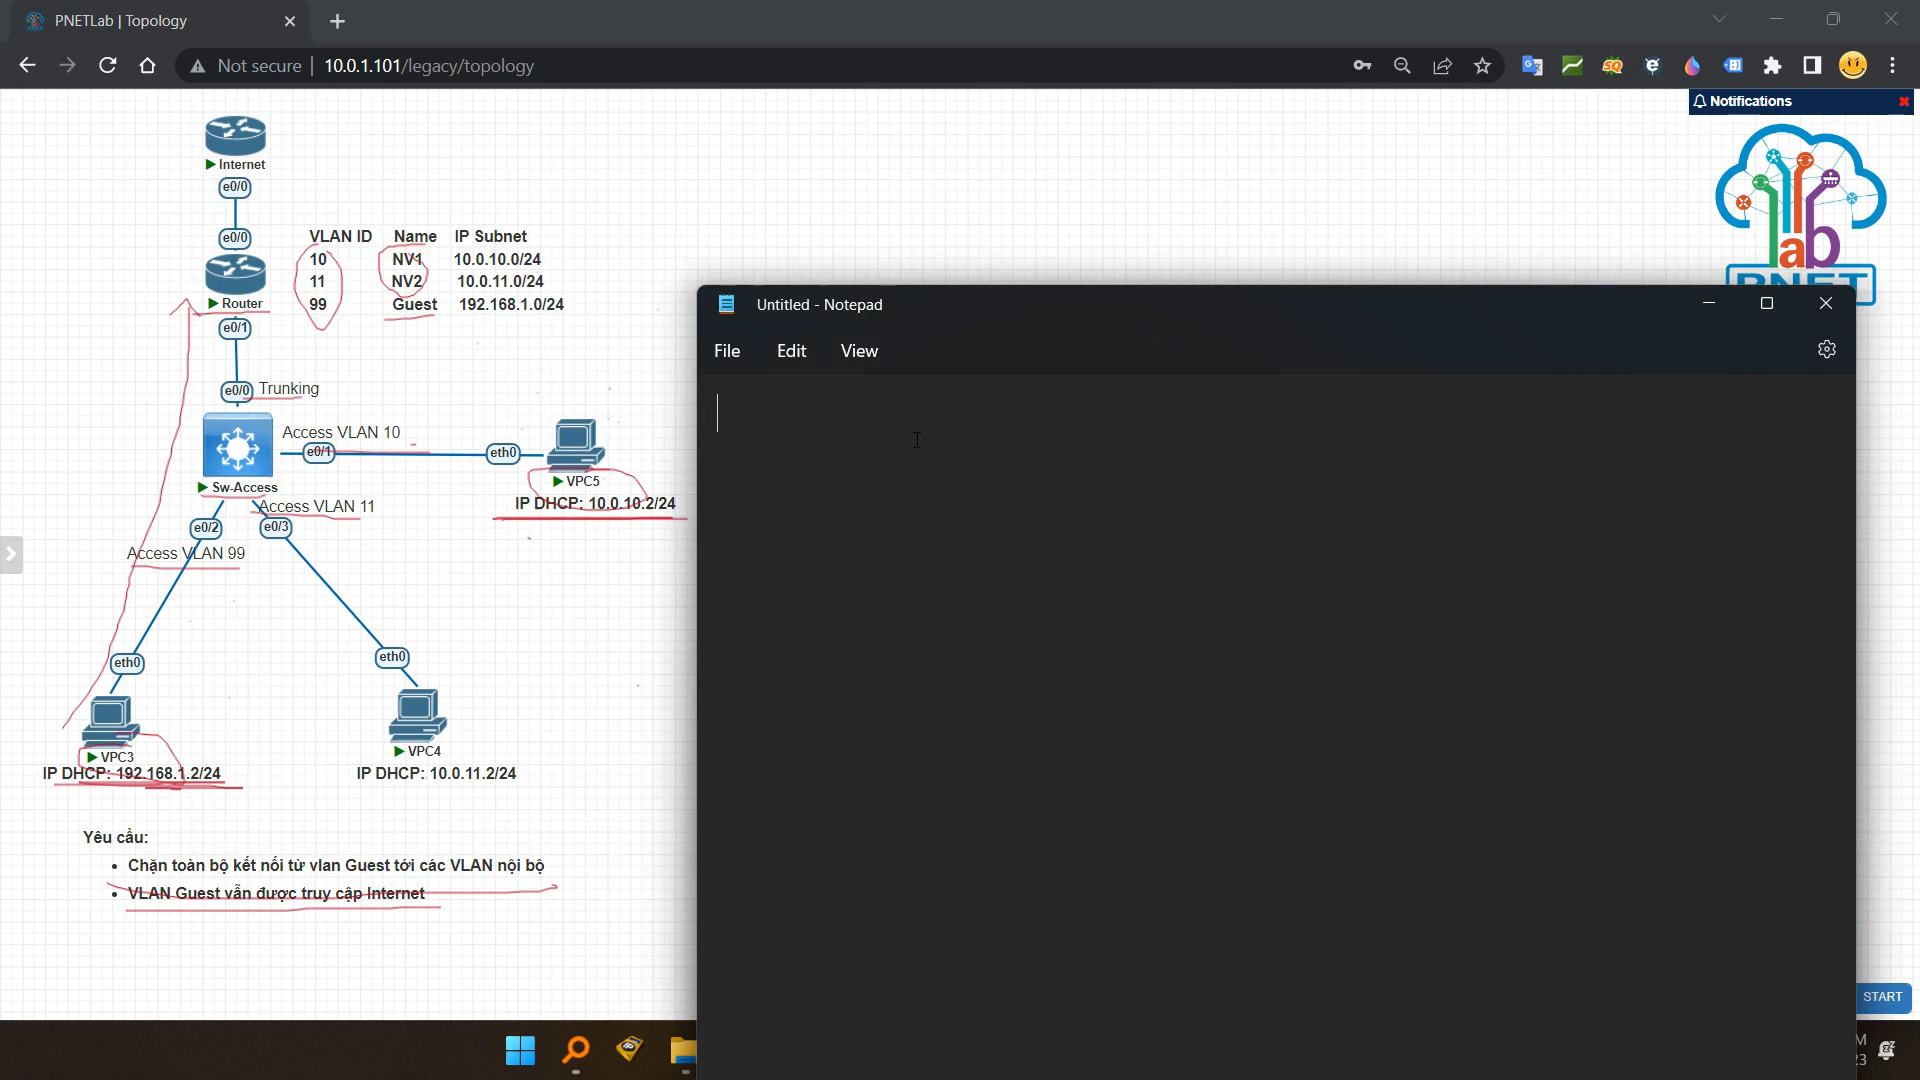 PNETLab | Topology
Not secure | 10.0.1.101/legacy/topology
Notifications
Internet
e0/0
e0/0
Router
e0/1
VLAN ID Name IP Subnet
10 NV1 10.0.10.0/24
11 NV2 10.0.11.0/24
99 Guest 192.168.1.0/24
lab
PNET
Untitled - Notepad
File Edit View
e0/0 Trunking
Access VLAN 10
e0/1
eth0
VPC5
IP DHCP: 10.0.10.2/24
Sw-Access
Access VLAN 11
e0/2
e0/3
Access VLAN 99
eth0
eth0
VPC3
IP DHCP: 192.168.1.2/24
VPC4
IP DHCP: 10.0.11.2/24
Yêu cầu:
• Chặn toàn bộ kết nối từ vlan Guest tới các VLAN nội bộ
• VLAN Guest vẫn được truy cập Internet
START